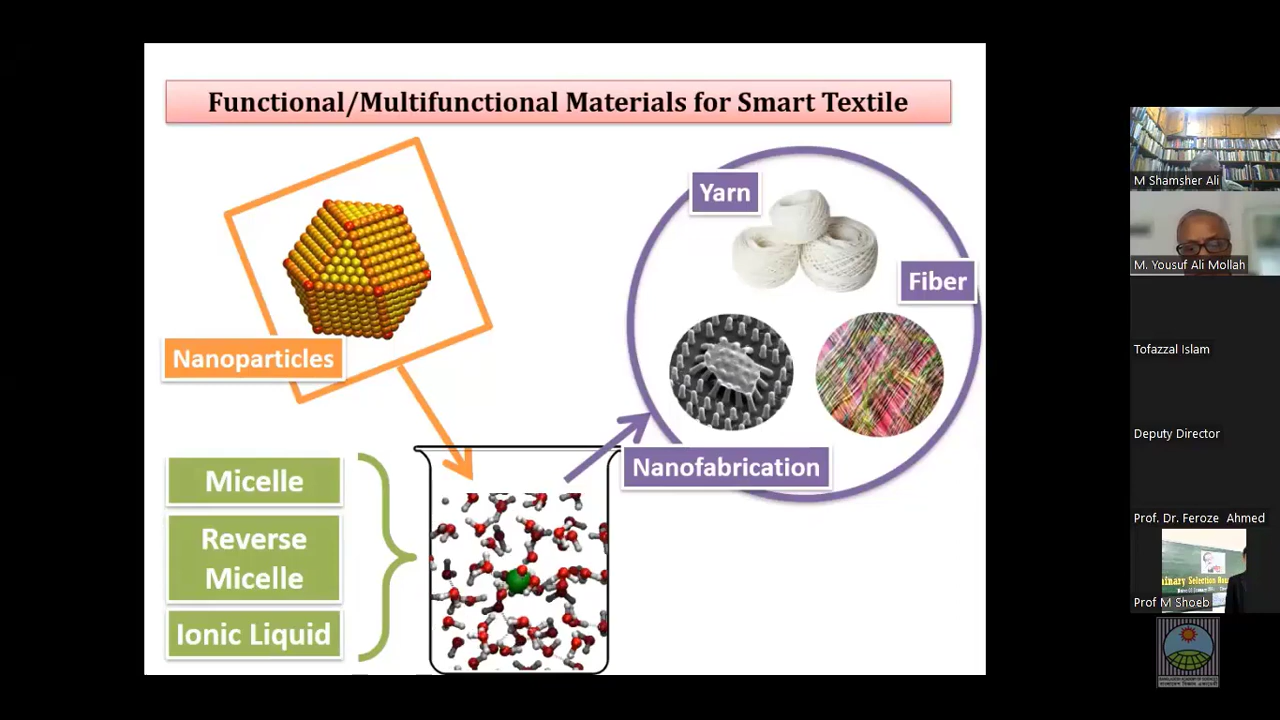 Functional/Multifunctional Materials for Smart Textile
Yarn
Fiber
Nanoparticles
Nanofabrication
Micelle
Reverse
Micelle
Ionic Liquid
M Shamsher Ali
M. Yousuf Ali Mollah
Tofazzal Islam
Deputy Director
Prof. Dr. Feroze Ahmed
Prof M Shoeb